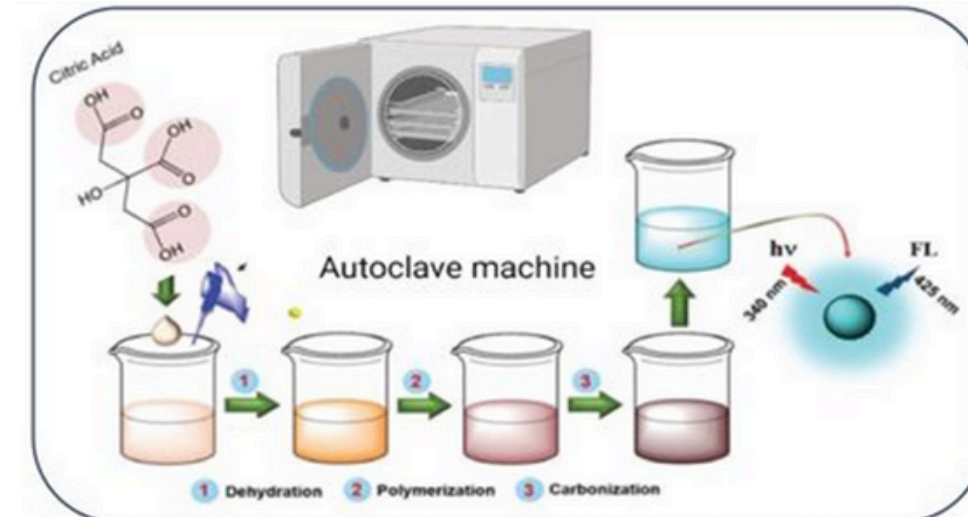 Citric Acid
OH
O
OH
O
HO
O
OH
Autoclave machine
hν
FL
340 nm
425 nm
1
2
3
1 Dehydration 2 Polymerization 3 Carbonization